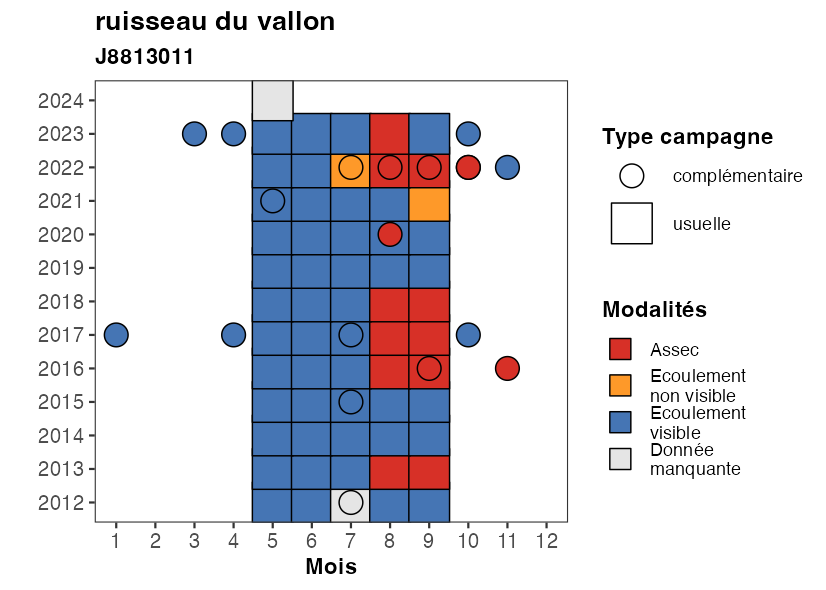 ruisseau du vallon
J8813011
2024
2023
2022
2021
2020
2019
2018
2017
2016
2015
2014
2013
2012
1 2 3 4 5 6 7 8 9 10 11 12
Mois
Type campagne
complémentaire
usuelle
Modalités
Assec
Ecoulement
non visible
Ecoulement
visible
Donnée
manquante